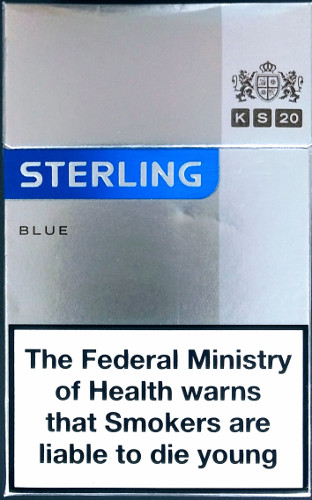 K S 20
STERLING
BLUE
The Federal Ministry
of Health warns
that Smokers are
liable to die young